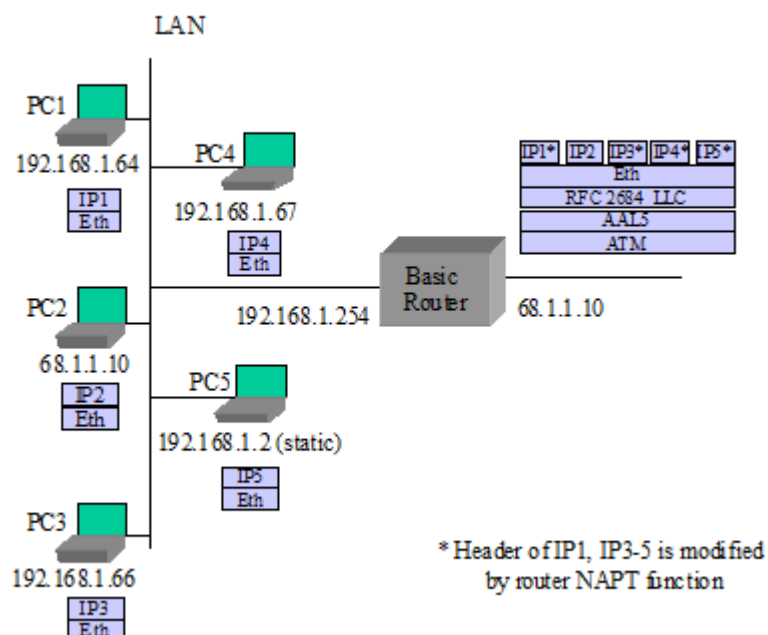 LAN
PC1
192.168.1.64
IP1
Eth
PC4
192.168.1.67
IP4
Eth
IP1* IP2 IP3* IP4* IP5*
Eth
RFC 2684 LLC
AAL5
ATM
Basic
Router
192.168.1.254
68.1.1.10
PC2
68.1.1.10
IP2
Eth
PC5
192.168.1.2 (static)
IP5
Eth
PC3
192.168.1.66
IP3
Eth
* Header of IP1, IP3-5 is modified
by router NAPT function